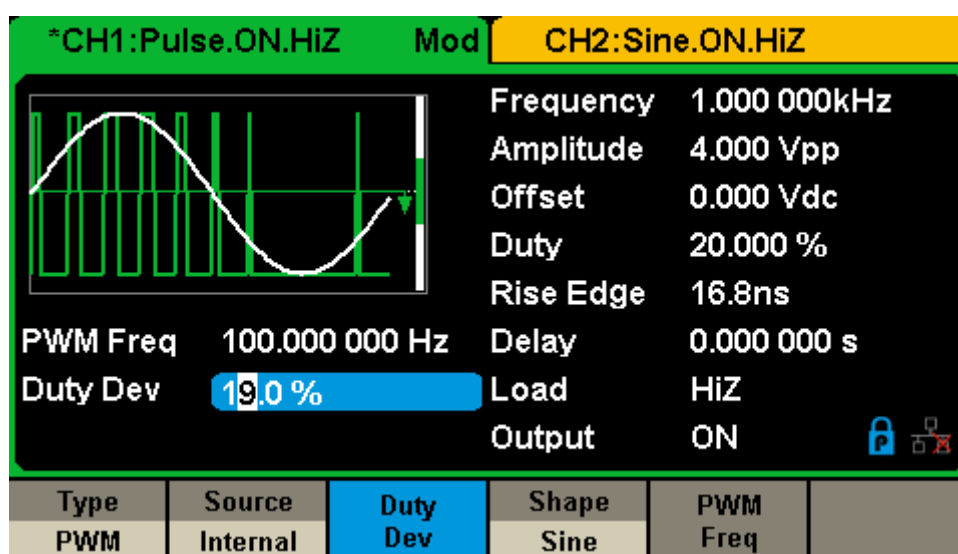 *CH1:Pulse.ON.HiZ Mod CH2:Sine.ON.HiZ
Frequency 1.000 000kHz
Amplitude 4.000 Vpp
Offset 0.000 Vdc
Duty 20.000 %
Rise Edge 16.8ns
PWM Freq 100.000 000 Hz Delay 0.000 000 s
Duty Dev 19.0 % Load HiZ
Output ON P
Type Source Duty Shape PWM
PWM Internal Dev Sine Freq